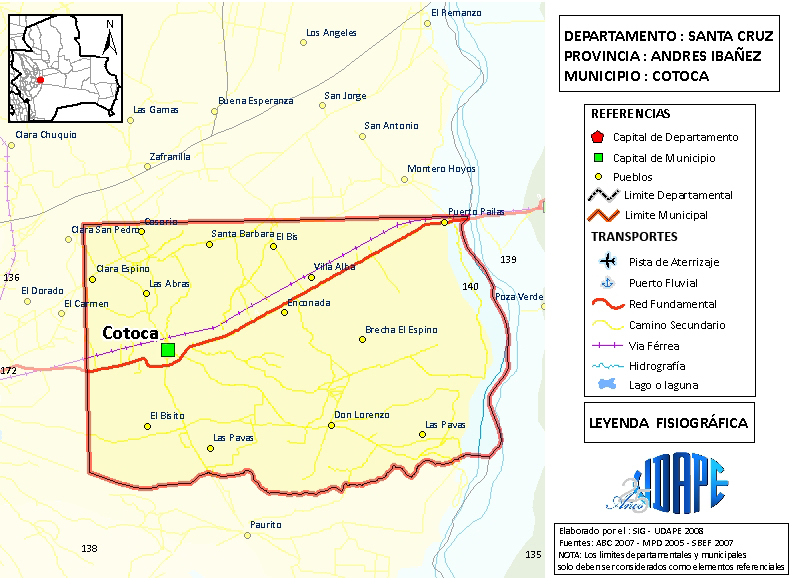 N
El Remanzo
Los Angeles
San Jorge
Buena Esperanza
Las Gamas
San Antonio
Clara Chuquio
Zafranilla
Montero Hoyos
Puerto Pailas
Cosorio
Clara San Pedro
Santa Barbara
El Bis
139
Villa Alba
Clara Espino
136
Las Abras
140
El Dorado
Poza Verde
El Carmen
Enconada
Cotoca
Brecha El Espino
172
El Bisito
Don Lorenzo
Las Pavas
Las Pavas
Paurito
138
135
DEPARTAMENTO : SANTA CRUZ
PROVINCIA : ANDRES IBAÑEZ
MUNICIPIO : COTOCA
REFERENCIAS
Capital de Departamento
Capital de Municipio
Pueblos
Limite Departamental
Limite Municipal
TRANSPORTES
Pista de Aterrizaje
Puerto Fluvial
Red Fundamental
Camino Secundario
Via Férrea
Hidrografía
Lago o laguna
LEYENDA FISIOGRÁFICA
UDAPE
25 Años
Elaborado por el : SIG - UDAPE 2008
Fuentes: ABC 2007 - MPD 2005 - SBEF 2007
NOTA: Los limites departamentales y municipales
solo deben ser considerados como elementos referenciales